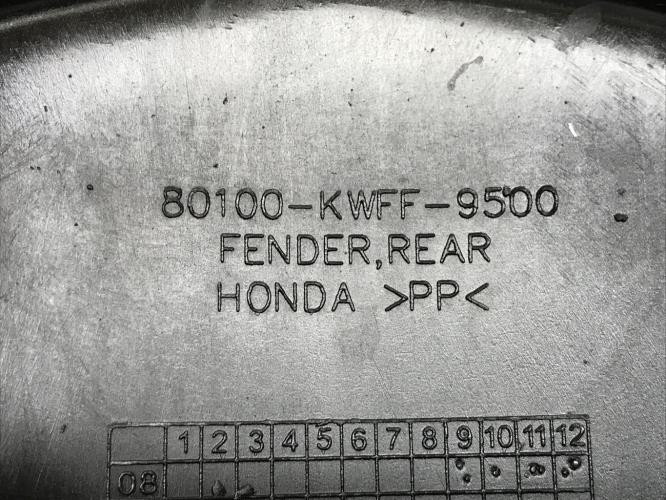 80100-KWFF-9500
FENDER,REAR
HONDA >PP<
1 2 3 4 5 6 7 8 9 10 11 12
08